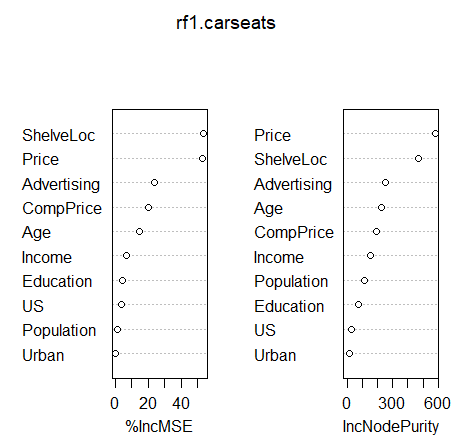 rf1.carseats
ShelveLoc
Price
Advertising
CompPrice
Age
Income
Education
US
Population
Urban
0 20 40
%IncMSE
Price
ShelveLoc
Advertising
Age
CompPrice
Income
Population
Education
US
Urban
0 300 600
IncNodePurity